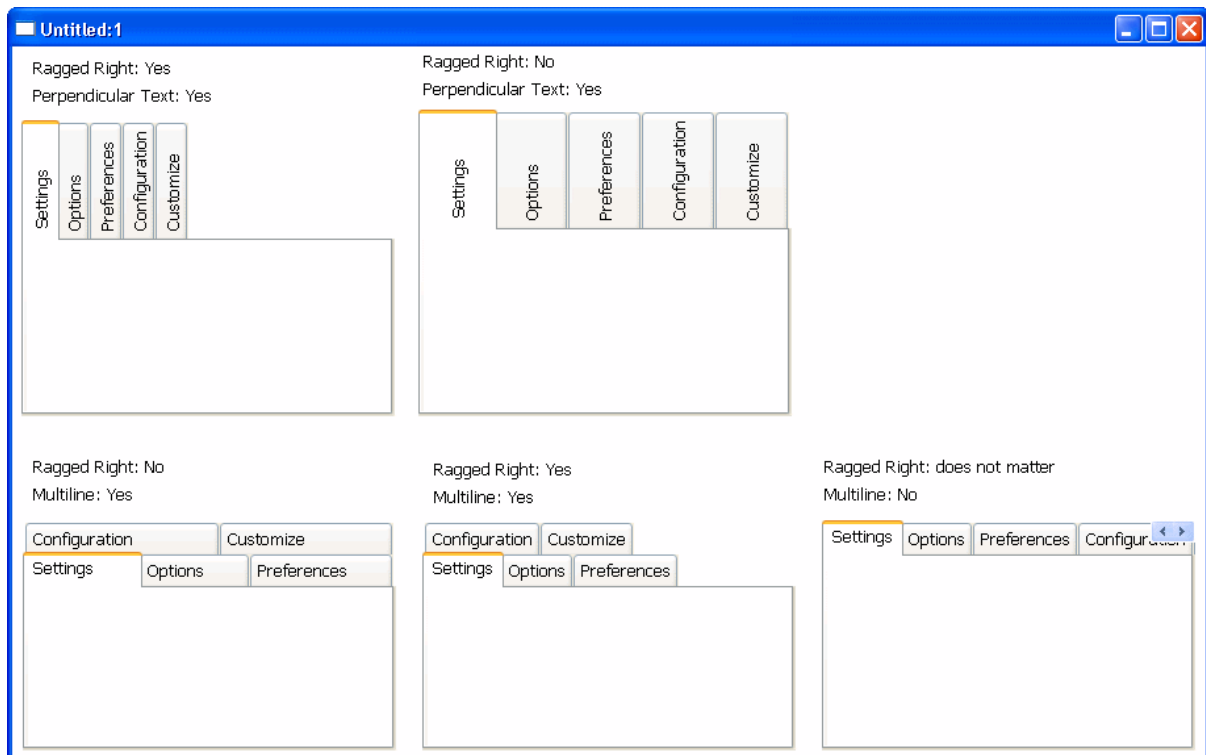 Untitled:1
Ragged Right: Yes
Perpendicular Text: Yes
Settings
Options
Preferences
Configuration
Customize
Ragged Right: No
Perpendicular Text: Yes
Settings
Options
Preferences
Configuration
Customize
Ragged Right: No
Multiline: Yes
Configuration Customize
Settings Options Preferences
Ragged Right: Yes
Multiline: Yes
Configuration Customize
Settings Options Preferences
Ragged Right: does not matter
Multiline: No
Settings Options Preferences Configuration